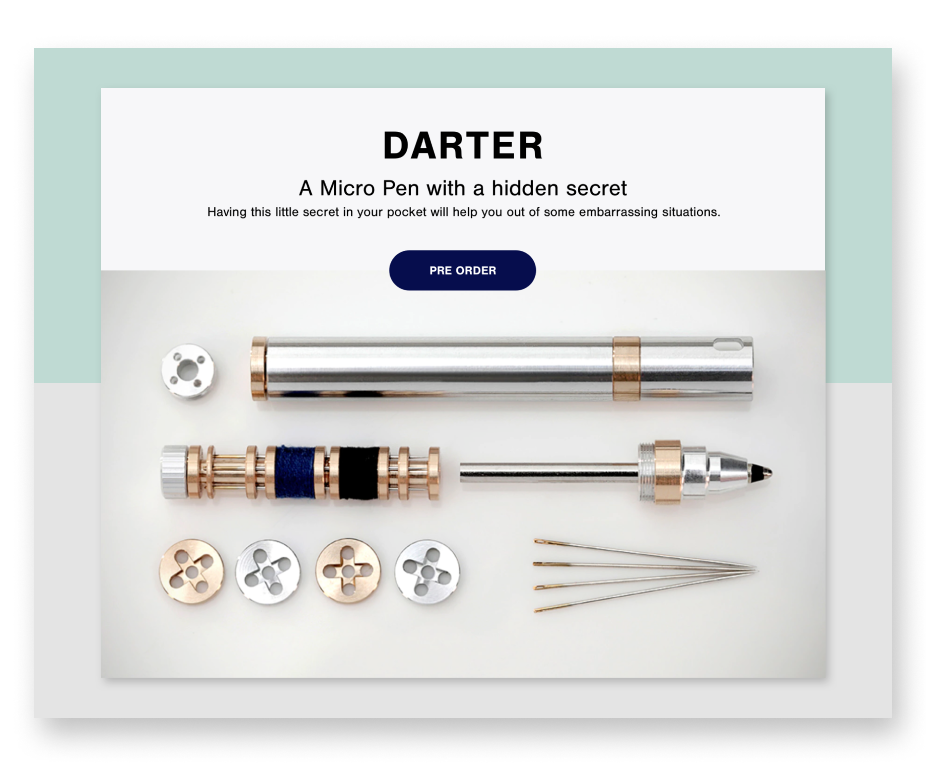 DARTER
A Micro Pen with a hidden secret
Having this little secret in your pocket will help you out of some embarrassing situations.
PRE ORDER